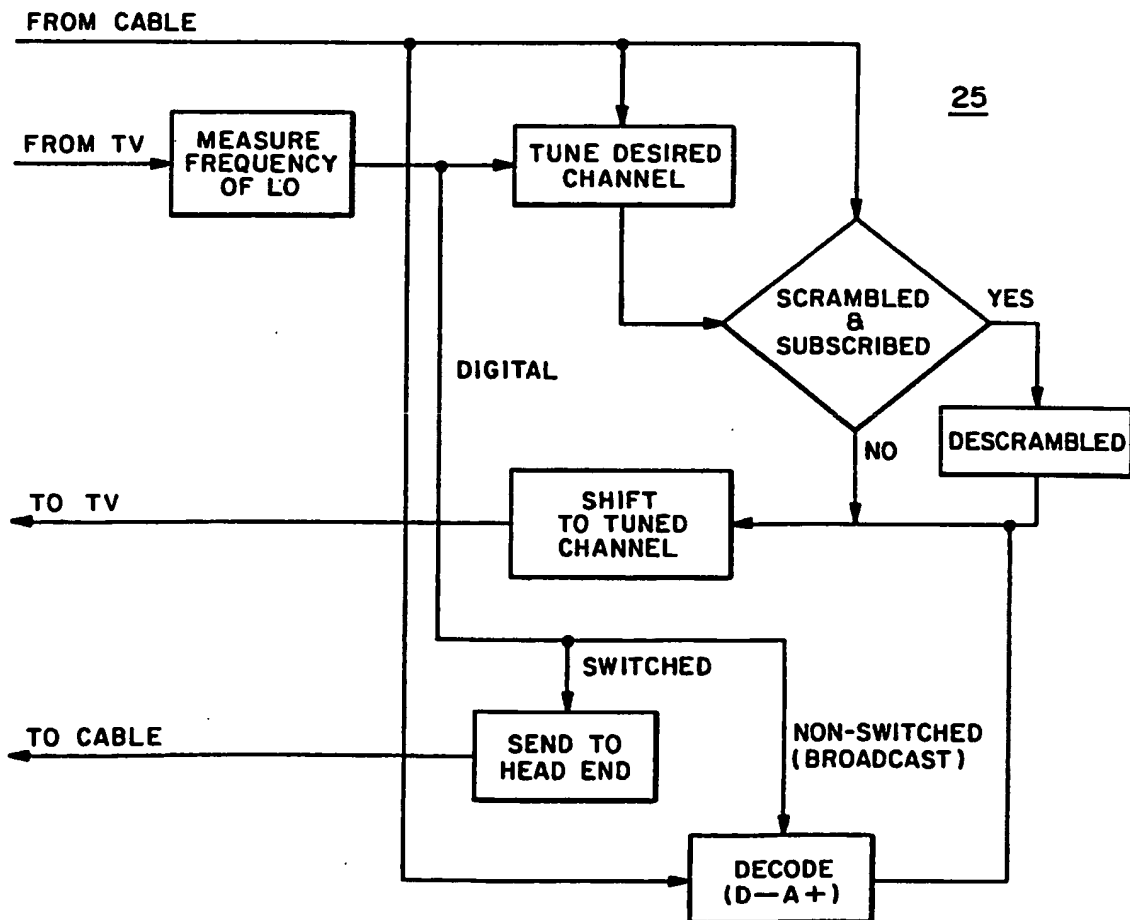 FROM CABLE
25
FROM TV
MEASURE
FREQUENCY
OF LO
TUNE DESIRED
CHANNEL
SCRAMBLED
&
SUBSCRIBED
YES
DIGITAL
NO
DESCRAMBLED
TO TV
SHIFT
TO TUNED
CHANNEL
SWITCHED
TO CABLE
SEND TO
HEAD END
NON-SWITCHED
(BROADCAST)
DECODE
(D—A+)